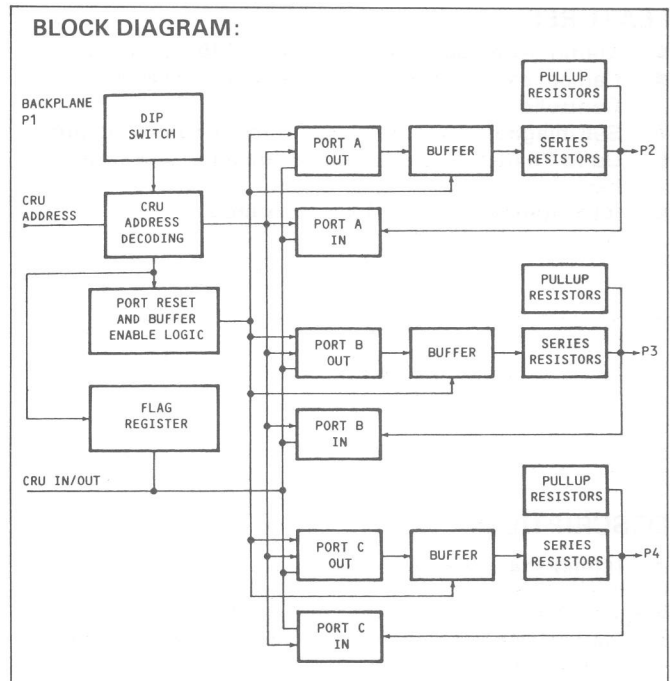 BLOCK DIAGRAM:
BACKPLANE
P1
DIP
SWITCH
CRU
ADDRESS
CRU
ADDRESS
DECODING
PORT RESET
AND BUFFER
ENABLE LOGIC
FLAG
REGISTER
CRU IN/OUT
PULLUP
RESISTORS
PORT A
OUT
BUFFER
SERIES
RESISTORS
P2
PORT A
IN
PULLUP
RESISTORS
PORT B
OUT
BUFFER
SERIES
RESISTORS
P3
PORT B
IN
PULLUP
RESISTORS
PORT C
OUT
BUFFER
SERIES
RESISTORS
P4
PORT C
IN